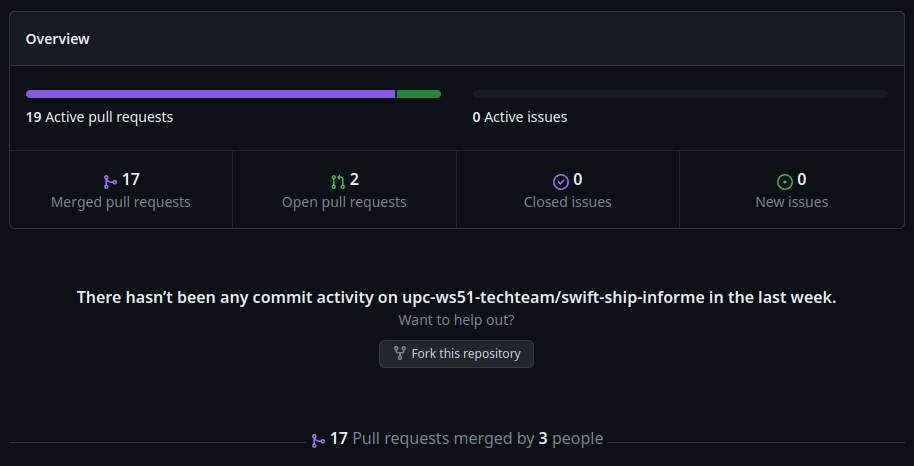 Overview
19 Active pull requests
0 Active issues
17
Merged pull requests
2
Open pull requests
0
Closed issues
0
New issues
There hasn’t been any commit activity on upc-ws51-techteam/swift-ship-informe in the last week.
Want to help out?
Fork this repository
17 Pull requests merged by 3 people